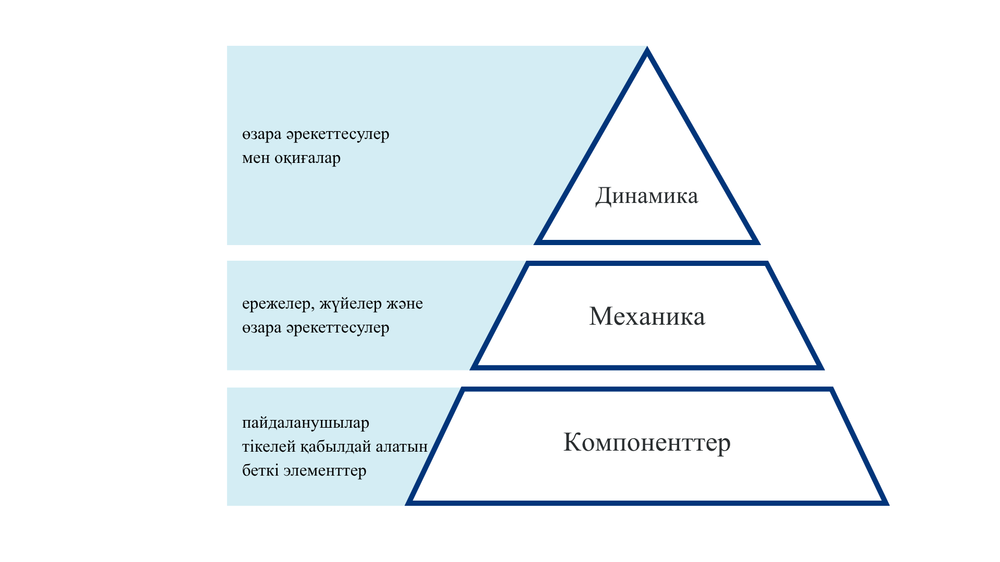 өзара әрекеттесулер
мен оқиғалар
Динамика
ережелер, жүйелер және
өзара әрекеттесулер
Механика
пайдаланушылар
тікелей қабылдай алатын
беткі элементтер
Компоненттер